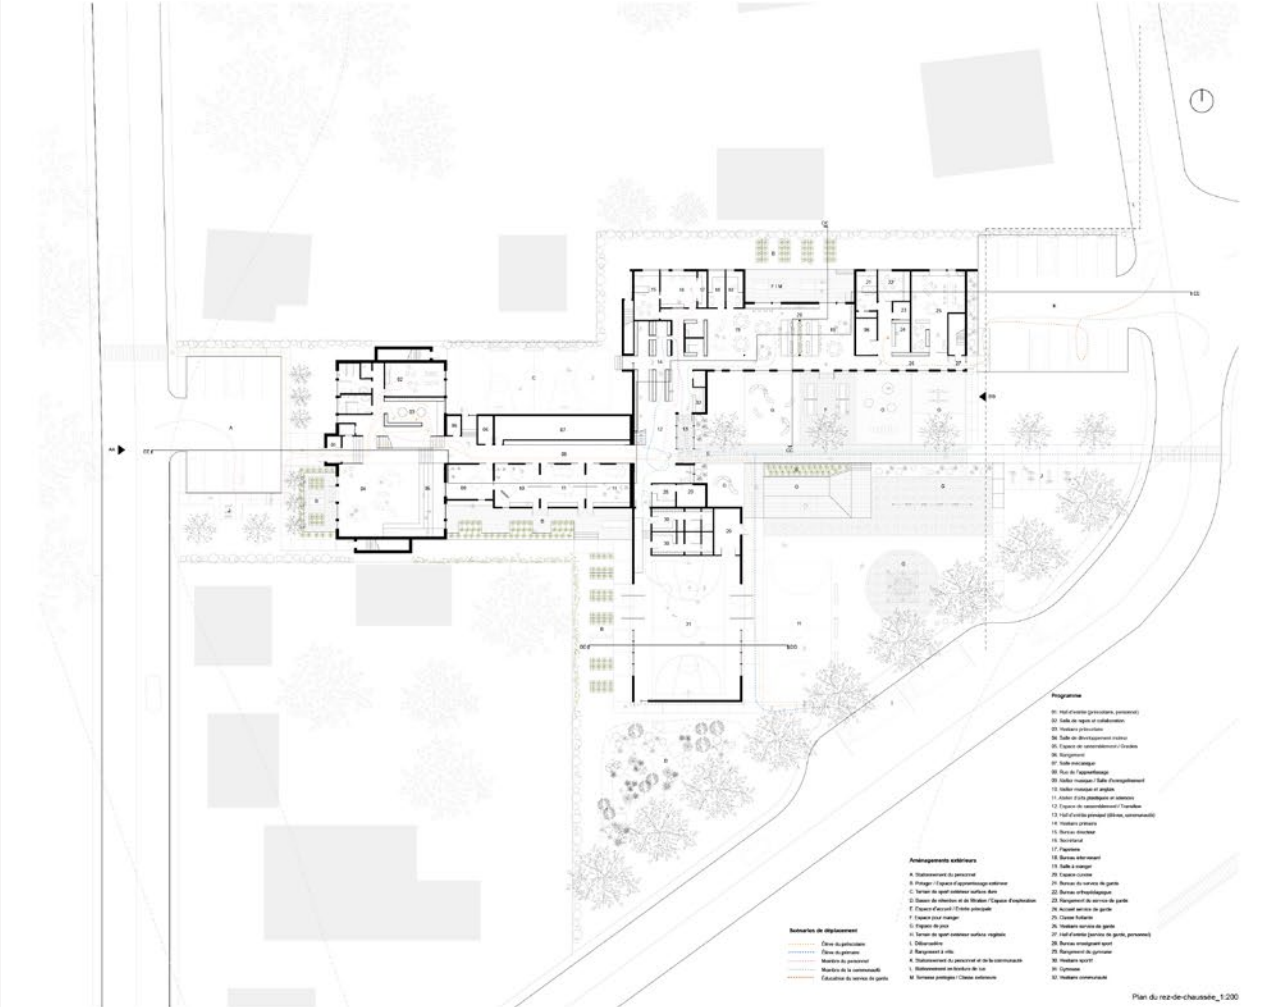 Programme
01. Hall d'entrée (préscolaire, personnel)
02. Salle de repos et collaboration
03. Vestiaire préscolaire
04. Salle de développement moteur
05. Espace de rassemblement / Gradins
06. Rangement
07. Salle mécanique
08. Rue de l'apprentissage
09. Atelier musique / Salle d'enregistrement
10. Atelier musique et anglais
11. Atelier d'arts plastiques et sciences
12. Espace de rassemblement / Transition
13. Hall d'entrée principal (élèves, communauté)
14. Vestiaire primaire
15. Bureau directeur
16. Secrétariat
17. Papeterie
18. Bureau intervenant
19. Salle à manger
20. Espace cuisine
21. Bureau du service de garde
22. Bureau orthopédagogue
23. Rangement du service de garde
24. Accueil service de garde
25. Classe flottante
26. Vestiaire service de garde
27. Hall d'entrée (service de garde, personnel)
28. Bureau enseignant sport
29. Rangement du gymnase
30. Vestiaire sportif
31. Gymnase
32. Vestiaire communauté
Aménagements extérieurs
A. Stationnement du personnel
B. Potager / Espace d'apprentissage extérieur
C. Terrain de sport extérieur surface dure
D. Bassin de rétention et de filtration / Espace d'exploration
E. Espace d'accueil / Entrée principale
F. Espace pour manger
G. Espace de jeux
H. Terrain de sport extérieur surface végétale
I. Débarcadère
J. Rangement à vélo
K. Stationnement du personnel et de la communauté
L. Stationnement en bordure de rue
M. Terrasse protégée / Classe extérieure
Scénarios de déplacement
Élève du préscolaire
Élève du primaire
Membre du personnel
Membre de la communauté
Éducatrice du service de garde
Plan du rez-de-chaussée_1:200